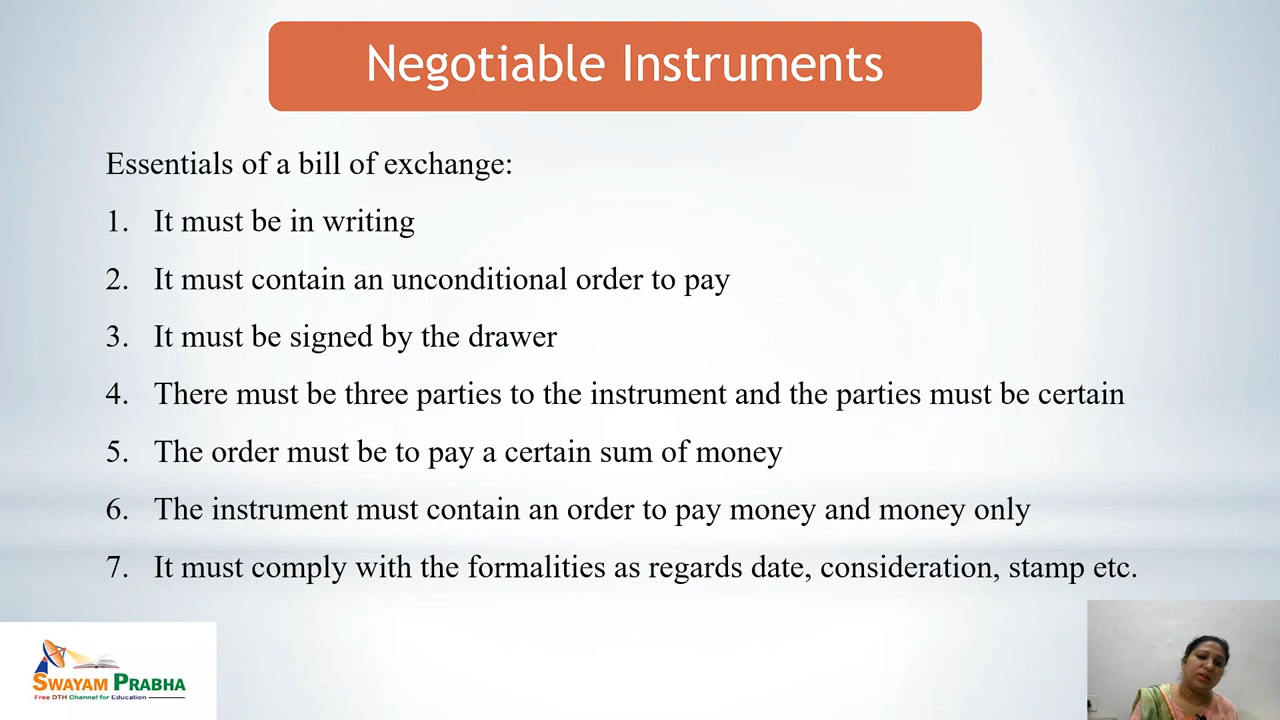 Negotiable Instruments
Essentials of a bill of exchange:
1. It must be in writing
2. It must contain an unconditional order to pay
3. It must be signed by the drawer
4. There must be three parties to the instrument and the parties must be certain
5. The order must be to pay a certain sum of money
6. The instrument must contain an order to pay money and money only
7. It must comply with the formalities as regards date, consideration, stamp etc.
SWAYAM PRABHA
Free DTH Channel for Education